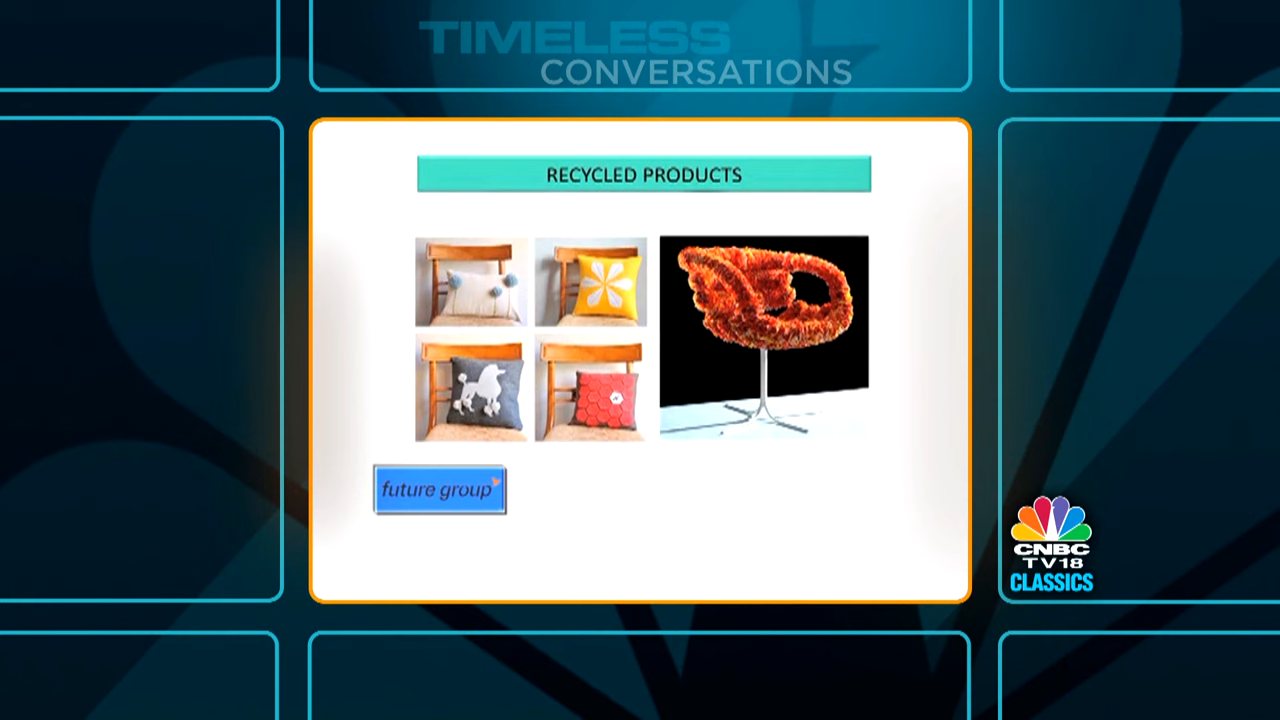 TIMELESS
CONVERSATIONS
RECYCLED PRODUCTS
future group
CNBC
TV18
CLASSICS